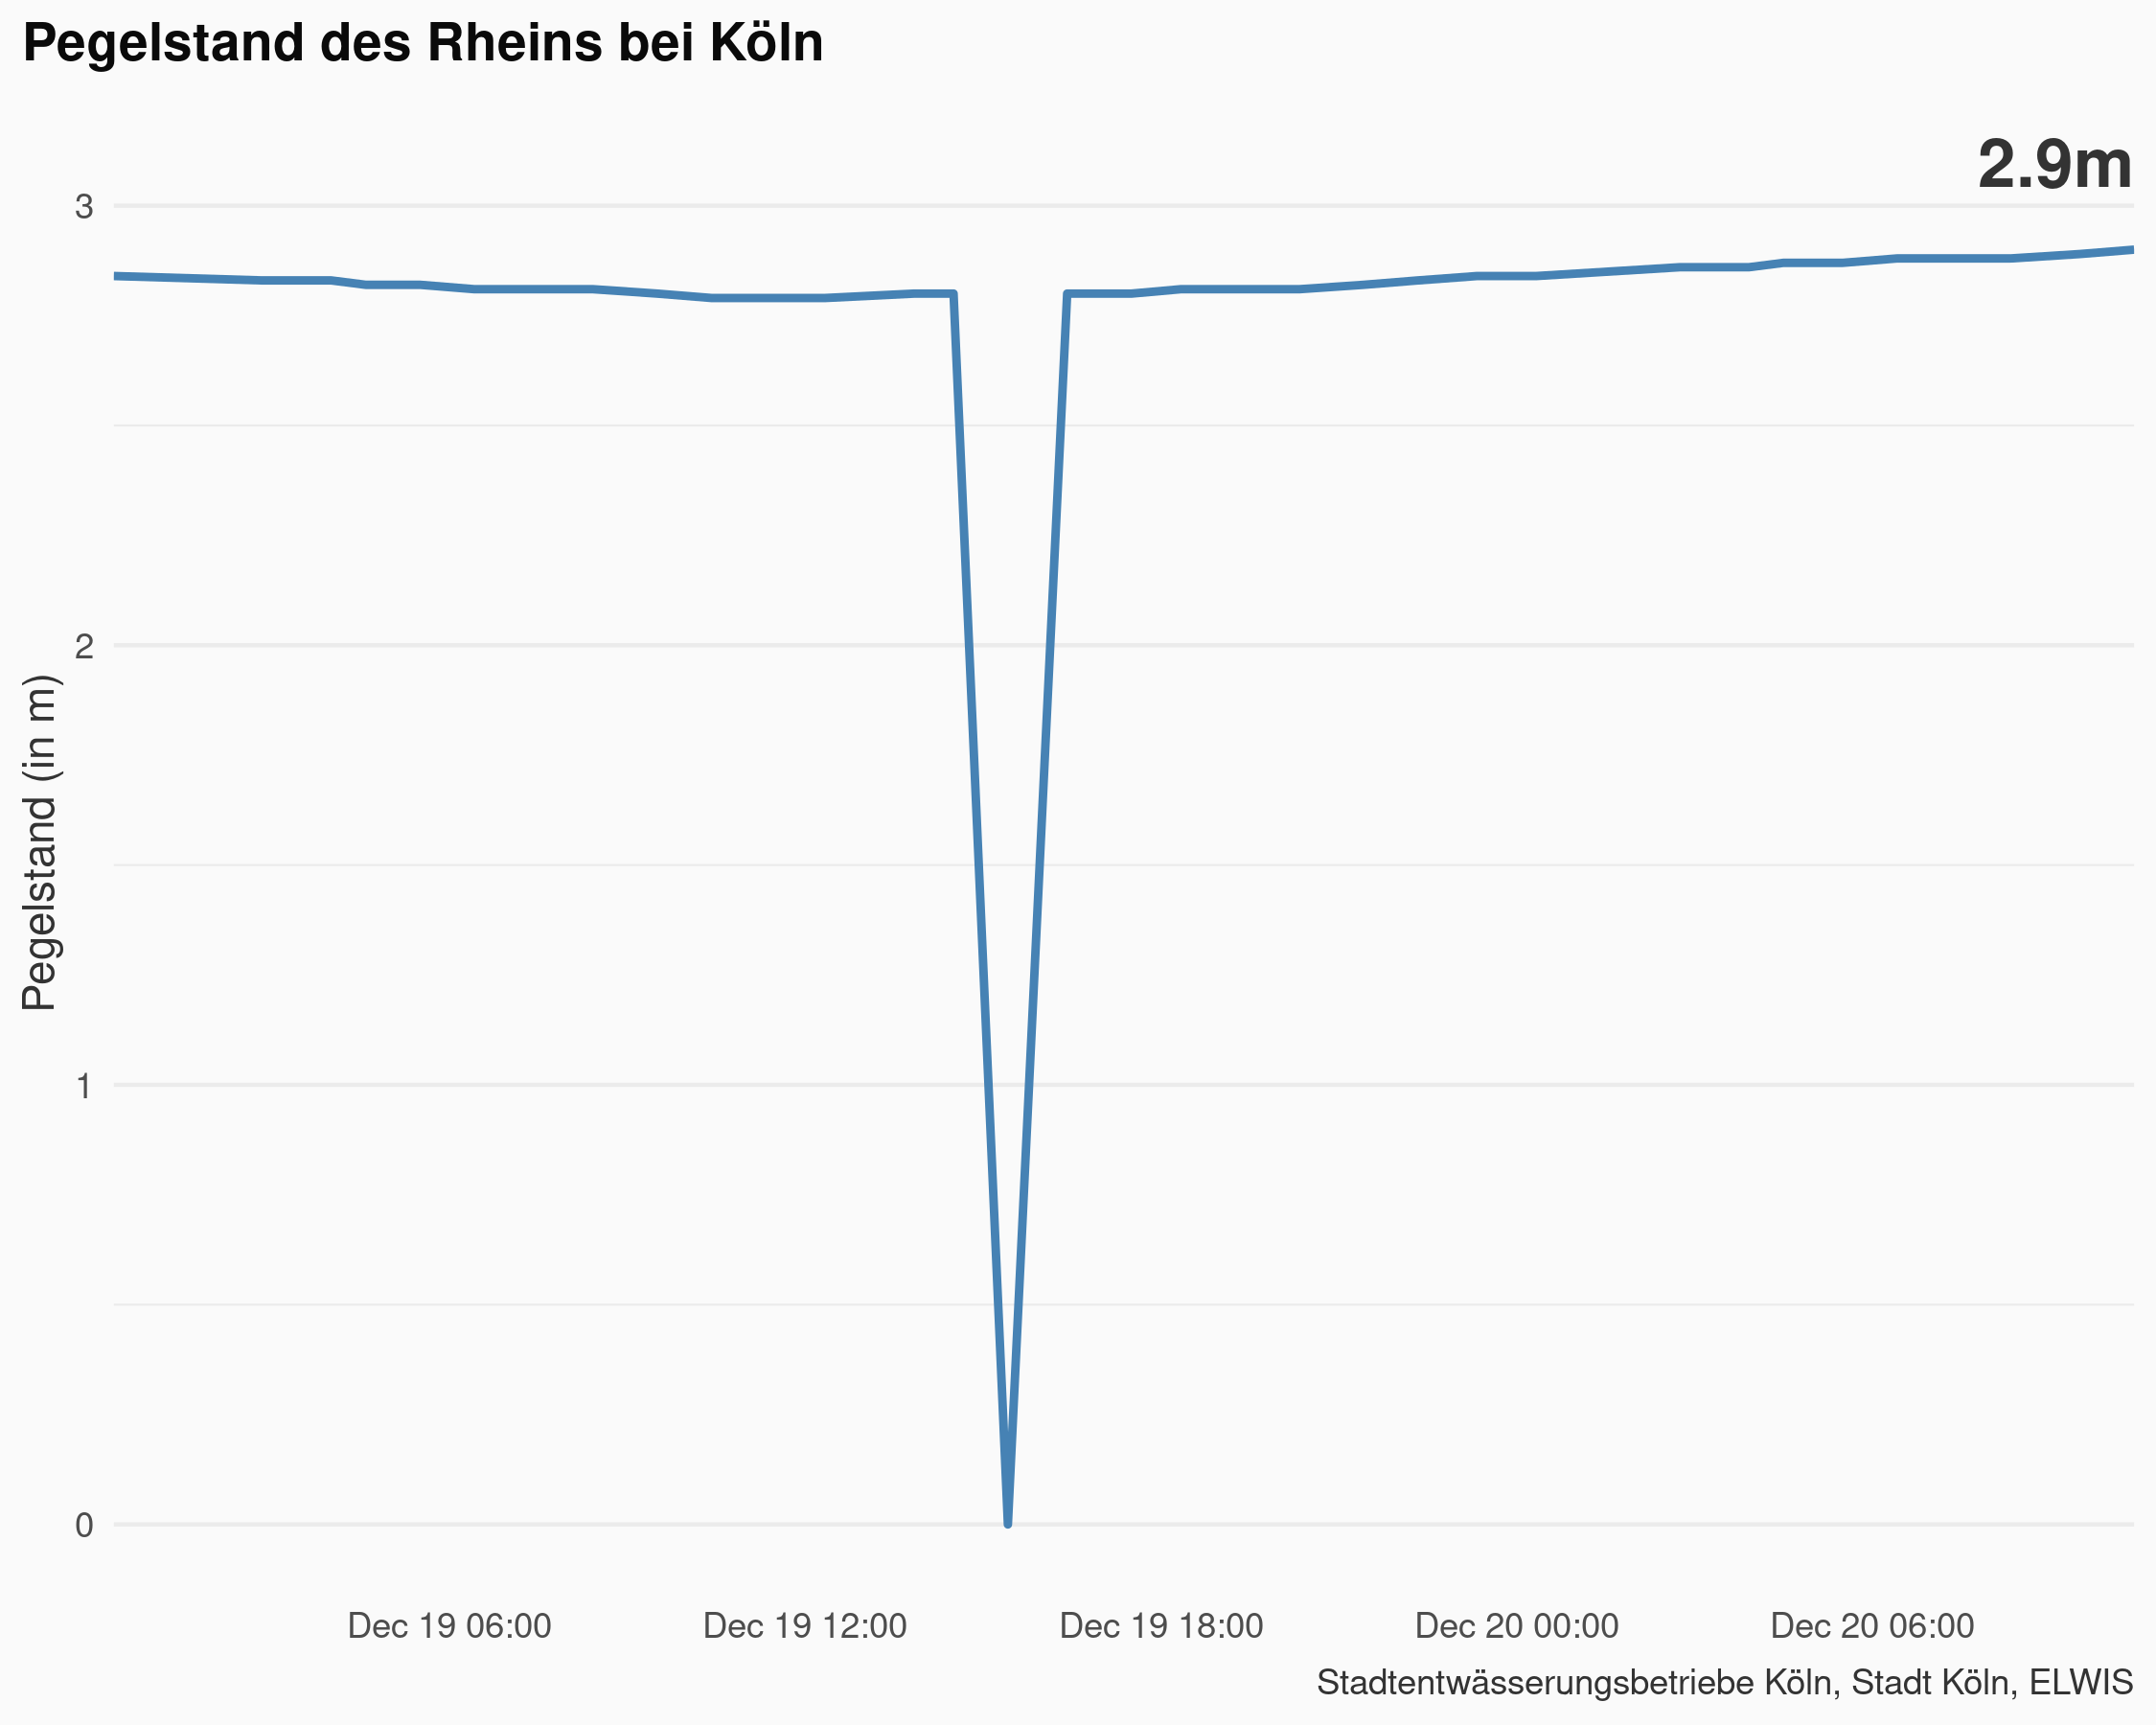 Pegelstand des Rheins bei Köln
2.9m
3
2
1
0
Pegelstand (in m)
Dec 19 06:00 Dec 19 12:00 Dec 19 18:00 Dec 20 00:00 Dec 20 06:00
Stadtentwässerungsbetriebe Köln, Stadt Köln, ELWIS